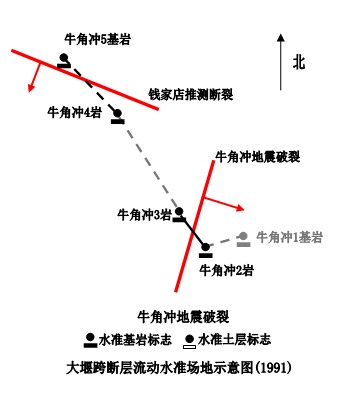 牛角冲5基岩
北
钱家店推测断裂
牛角冲4岩
牛角冲地震破裂
牛角冲3岩
牛角冲1基岩
牛角冲2岩
牛角冲地震破裂
水准基岩标志 水准土层标志
大堰跨断层流动水准场地示意图(1991)